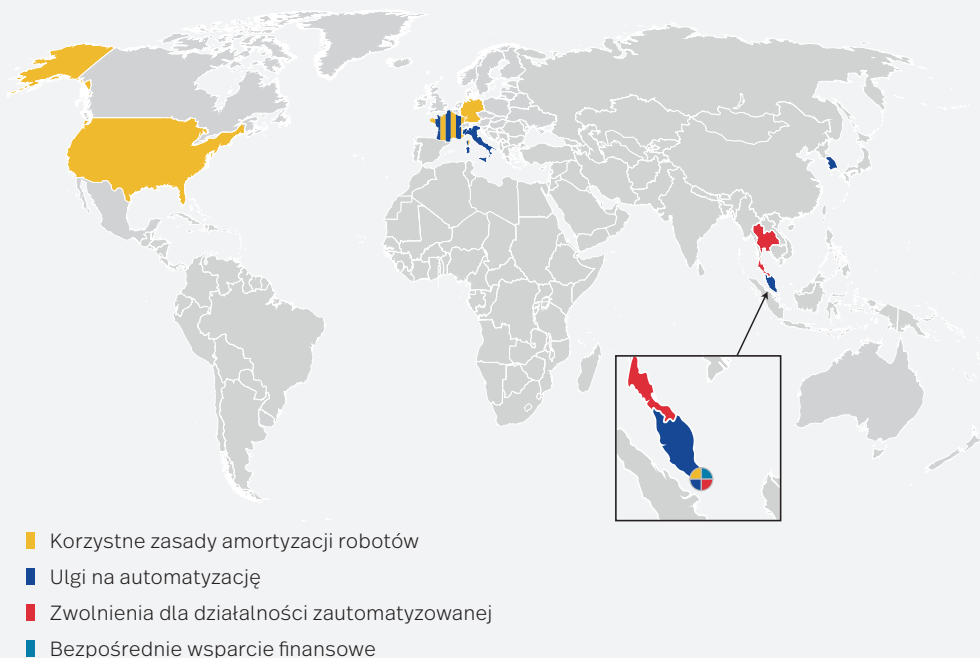 Korzystne zasady amortyzacji robotów
Ulgi na automatyzację
Zwolnienia dla działalności zautomatyzowanej
Bezpośrednie wsparcie finansowe